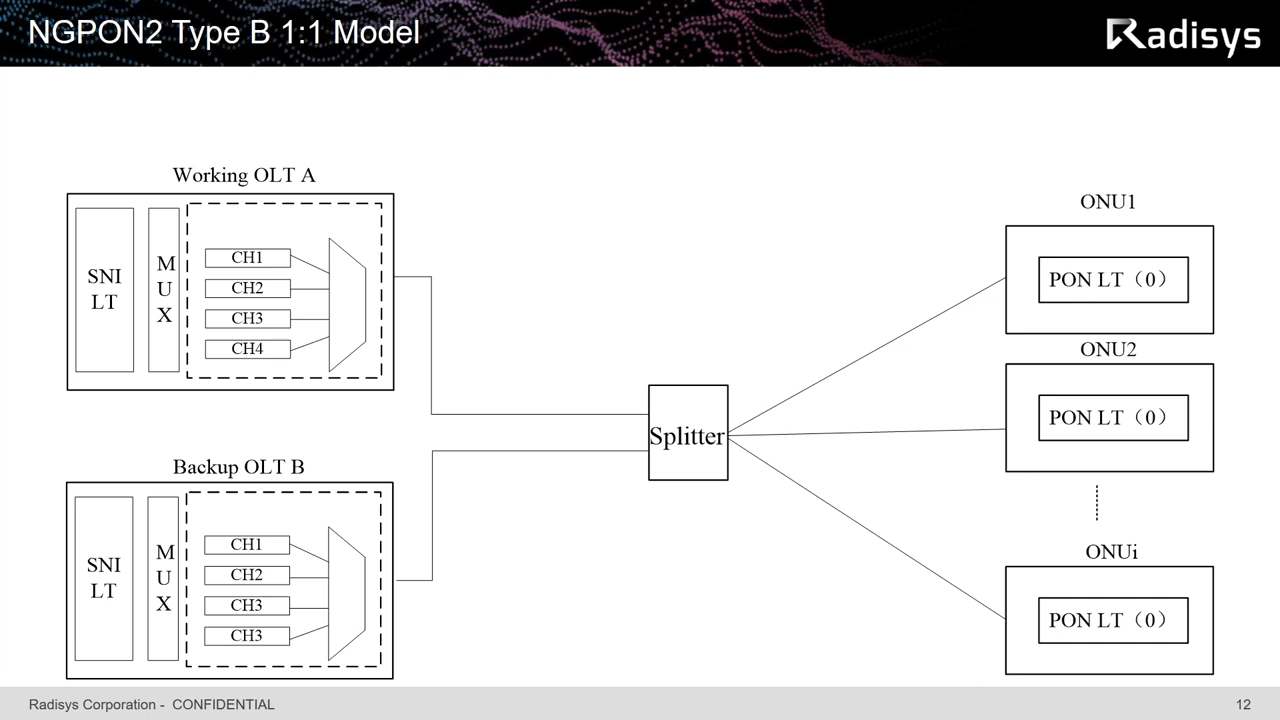 NGPON2 Type B 1:1 Model
Radisys
Working OLT A
SNI
LT
M
U
X
CH1
CH2
CH3
CH4
Backup OLT B
SNI
LT
M
U
X
CH1
CH2
CH3
CH3
Splitter
ONU1
PON LT（0）
ONU2
PON LT（0）
ONUi
PON LT（0）
Radisys Corporation - CONFIDENTIAL
12